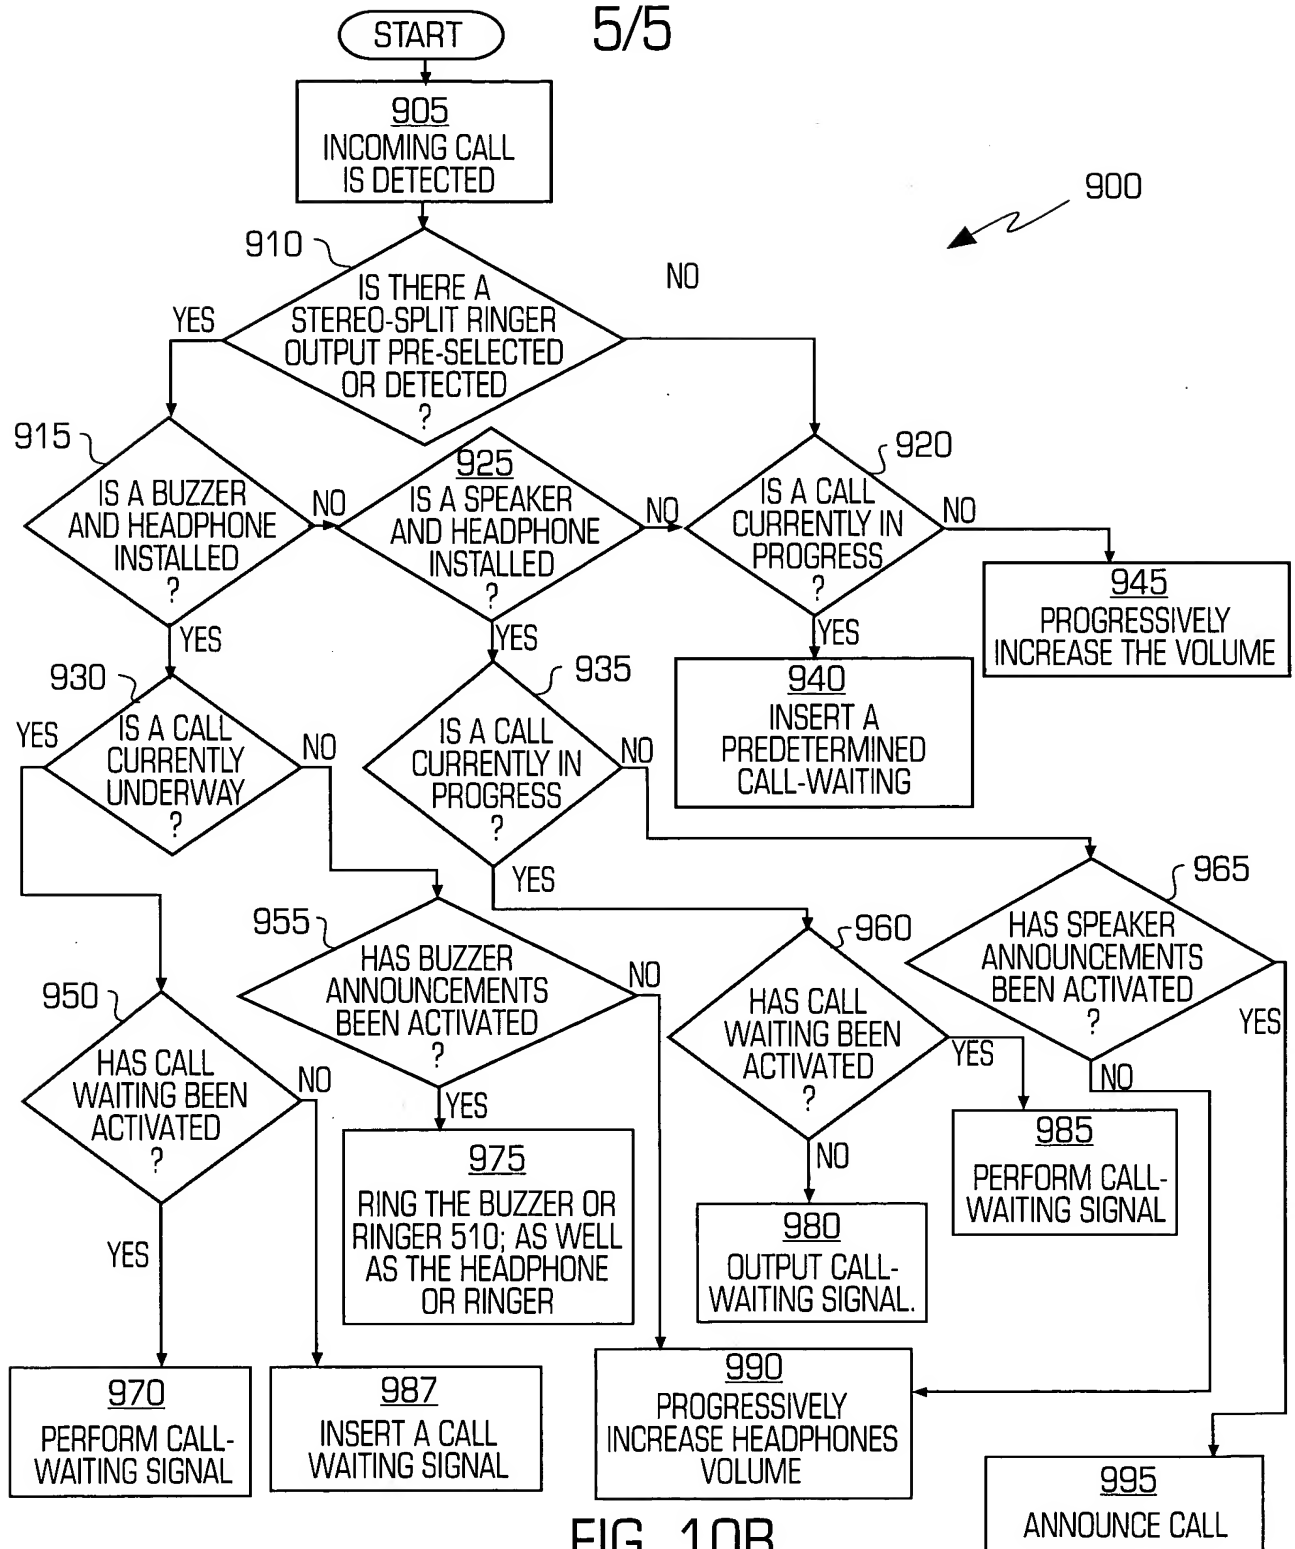 START
5/5
905
INCOMING CALL
IS DETECTED
900
910
NO
IS THERE A
STEREO-SPLIT RINGER
OUTPUT PRE-SELECTED
OR DETECTED
?
YES
915
IS A BUZZER
AND HEADPHONE
INSTALLED
?
NO
925
IS A SPEAKER
AND HEADPHONE
INSTALLED
?
NO
920
IS A CALL
CURRENTLY IN
PROGRESS
?
NO
945
PROGRESSIVELY
INCREASE THE VOLUME
YES
YES
YES
930
IS A CALL
CURRENTLY
UNDERWAY
?
YES
NO
935
IS A CALL
CURRENTLY IN
PROGRESS
?
NO
YES
940
INSERT A
PREDETERMINED
CALL-WAITING
955
HAS BUZZER
ANNOUNCEMENTS
BEEN ACTIVATED
?
NO
YES
960
HAS CALL
WAITING BEEN
ACTIVATED
?
YES
NO
965
HAS SPEAKER
ANNOUNCEMENTS
BEEN ACTIVATED
?
YES
NO
950
HAS CALL
WAITING BEEN
ACTIVATED
?
NO
YES
975
RING THE BUZZER OR
RINGER 510; AS WELL
AS THE HEADPHONE
OR RINGER
985
PERFORM CALL-
WAITING SIGNAL
980
OUTPUT CALL-
WAITING SIGNAL.
970
PERFORM CALL-
WAITING SIGNAL
987
INSERT A CALL
WAITING SIGNAL
990
PROGRESSIVELY
INCREASE HEADPHONES
VOLUME
995
ANNOUNCE CALL
FIG. 10B